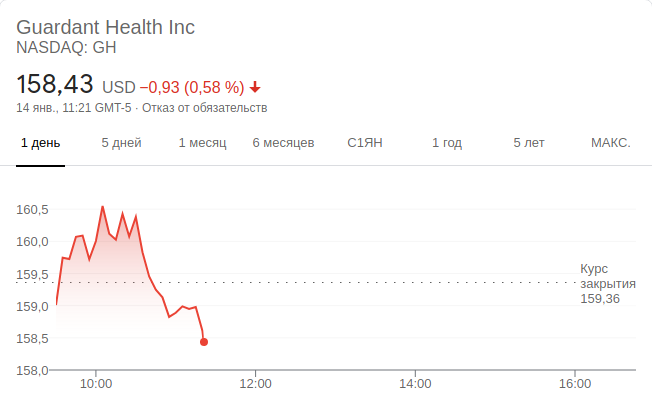 Guardant Health Inc
NASDAQ: GH
158,43 USD −0,93 (0,58 %)
14 янв., 11:21 GMT-5 · Отказ от обязательств
1 день 5 дней 1 месяц 6 месяцев С1ЯН 1 год 5 лет МАКС.
160,5
160,0
159,5
159,0
158,5
158,0
Курс
закрытия
159,36
10:00 12:00 14:00 16:00